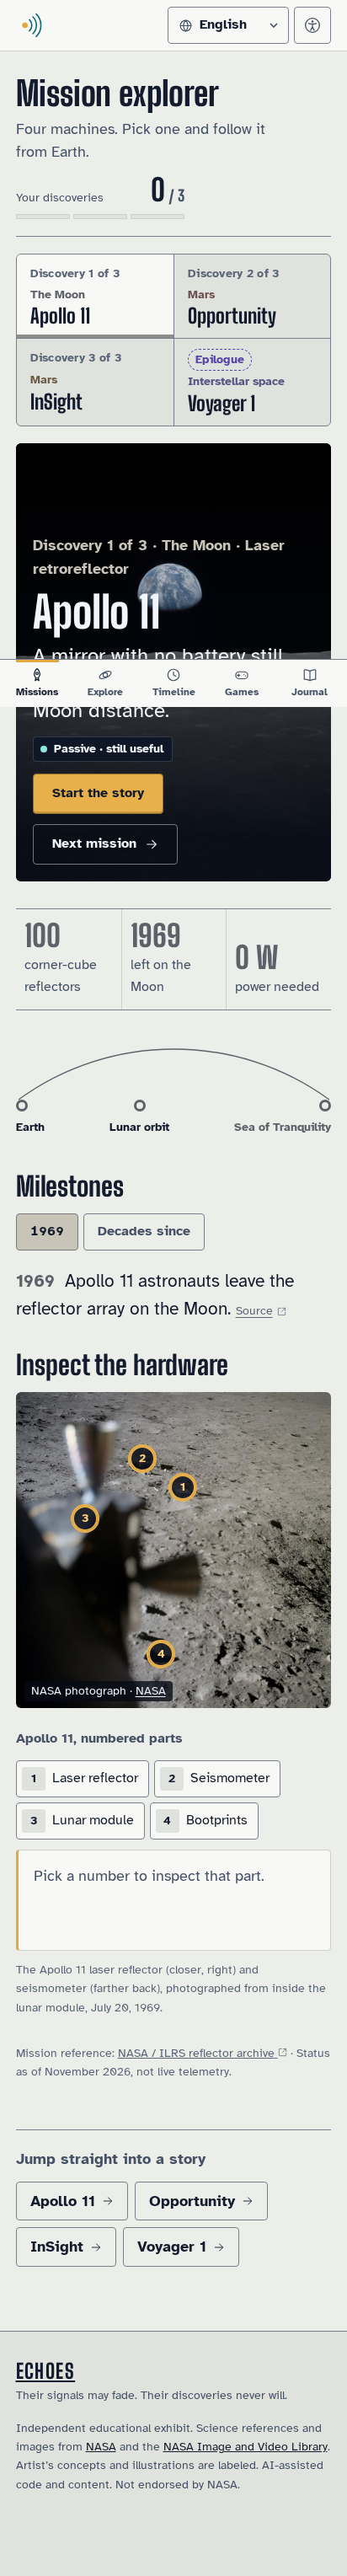 English
Mission explorer
Four machines. Pick one and follow it
from Earth.
Your discoveries
0 / 3
Discovery 1 of 3
The Moon
Apollo 11
Discovery 2 of 3
Mars
Opportunity
Discovery 3 of 3
Mars
InSight
Epilogue
Interstellar space
Voyager 1
Discovery 1 of 3 · The Moon · Laser
retroreflector
Apollo 11
A mirror with no battery still
Missions
Explore
Timeline
Games
Journal
Moon distance.
Passive · still useful
Start the story
Next mission
100
corner-cube
reflectors
1969
left on the
Moon
0 W
power needed
Earth
Lunar orbit
Sea of Tranquility
Milestones
1969
Decades since
1969 Apollo 11 astronauts leave the
reflector array on the Moon. Source
Inspect the hardware
2
1
3
4
NASA photograph · NASA
Apollo 11, numbered parts
1 Laser reflector
2 Seismometer
3 Lunar module
4 Bootprints
Pick a number to inspect that part.
The Apollo 11 laser reflector (closer, right) and
seismometer (farther back), photographed from inside the
lunar module, July 20, 1969.
Mission reference: NASA / ILRS reflector archive · Status
as of November 2026, not live telemetry.
Jump straight into a story
Apollo 11
Opportunity
InSight
Voyager 1
ECHOES
Their signals may fade. Their discoveries never will.
Independent educational exhibit. Science references and
images from NASA and the NASA Image and Video Library.
Artist's concepts and illustrations are labeled. AI-assisted
code and content. Not endorsed by NASA.